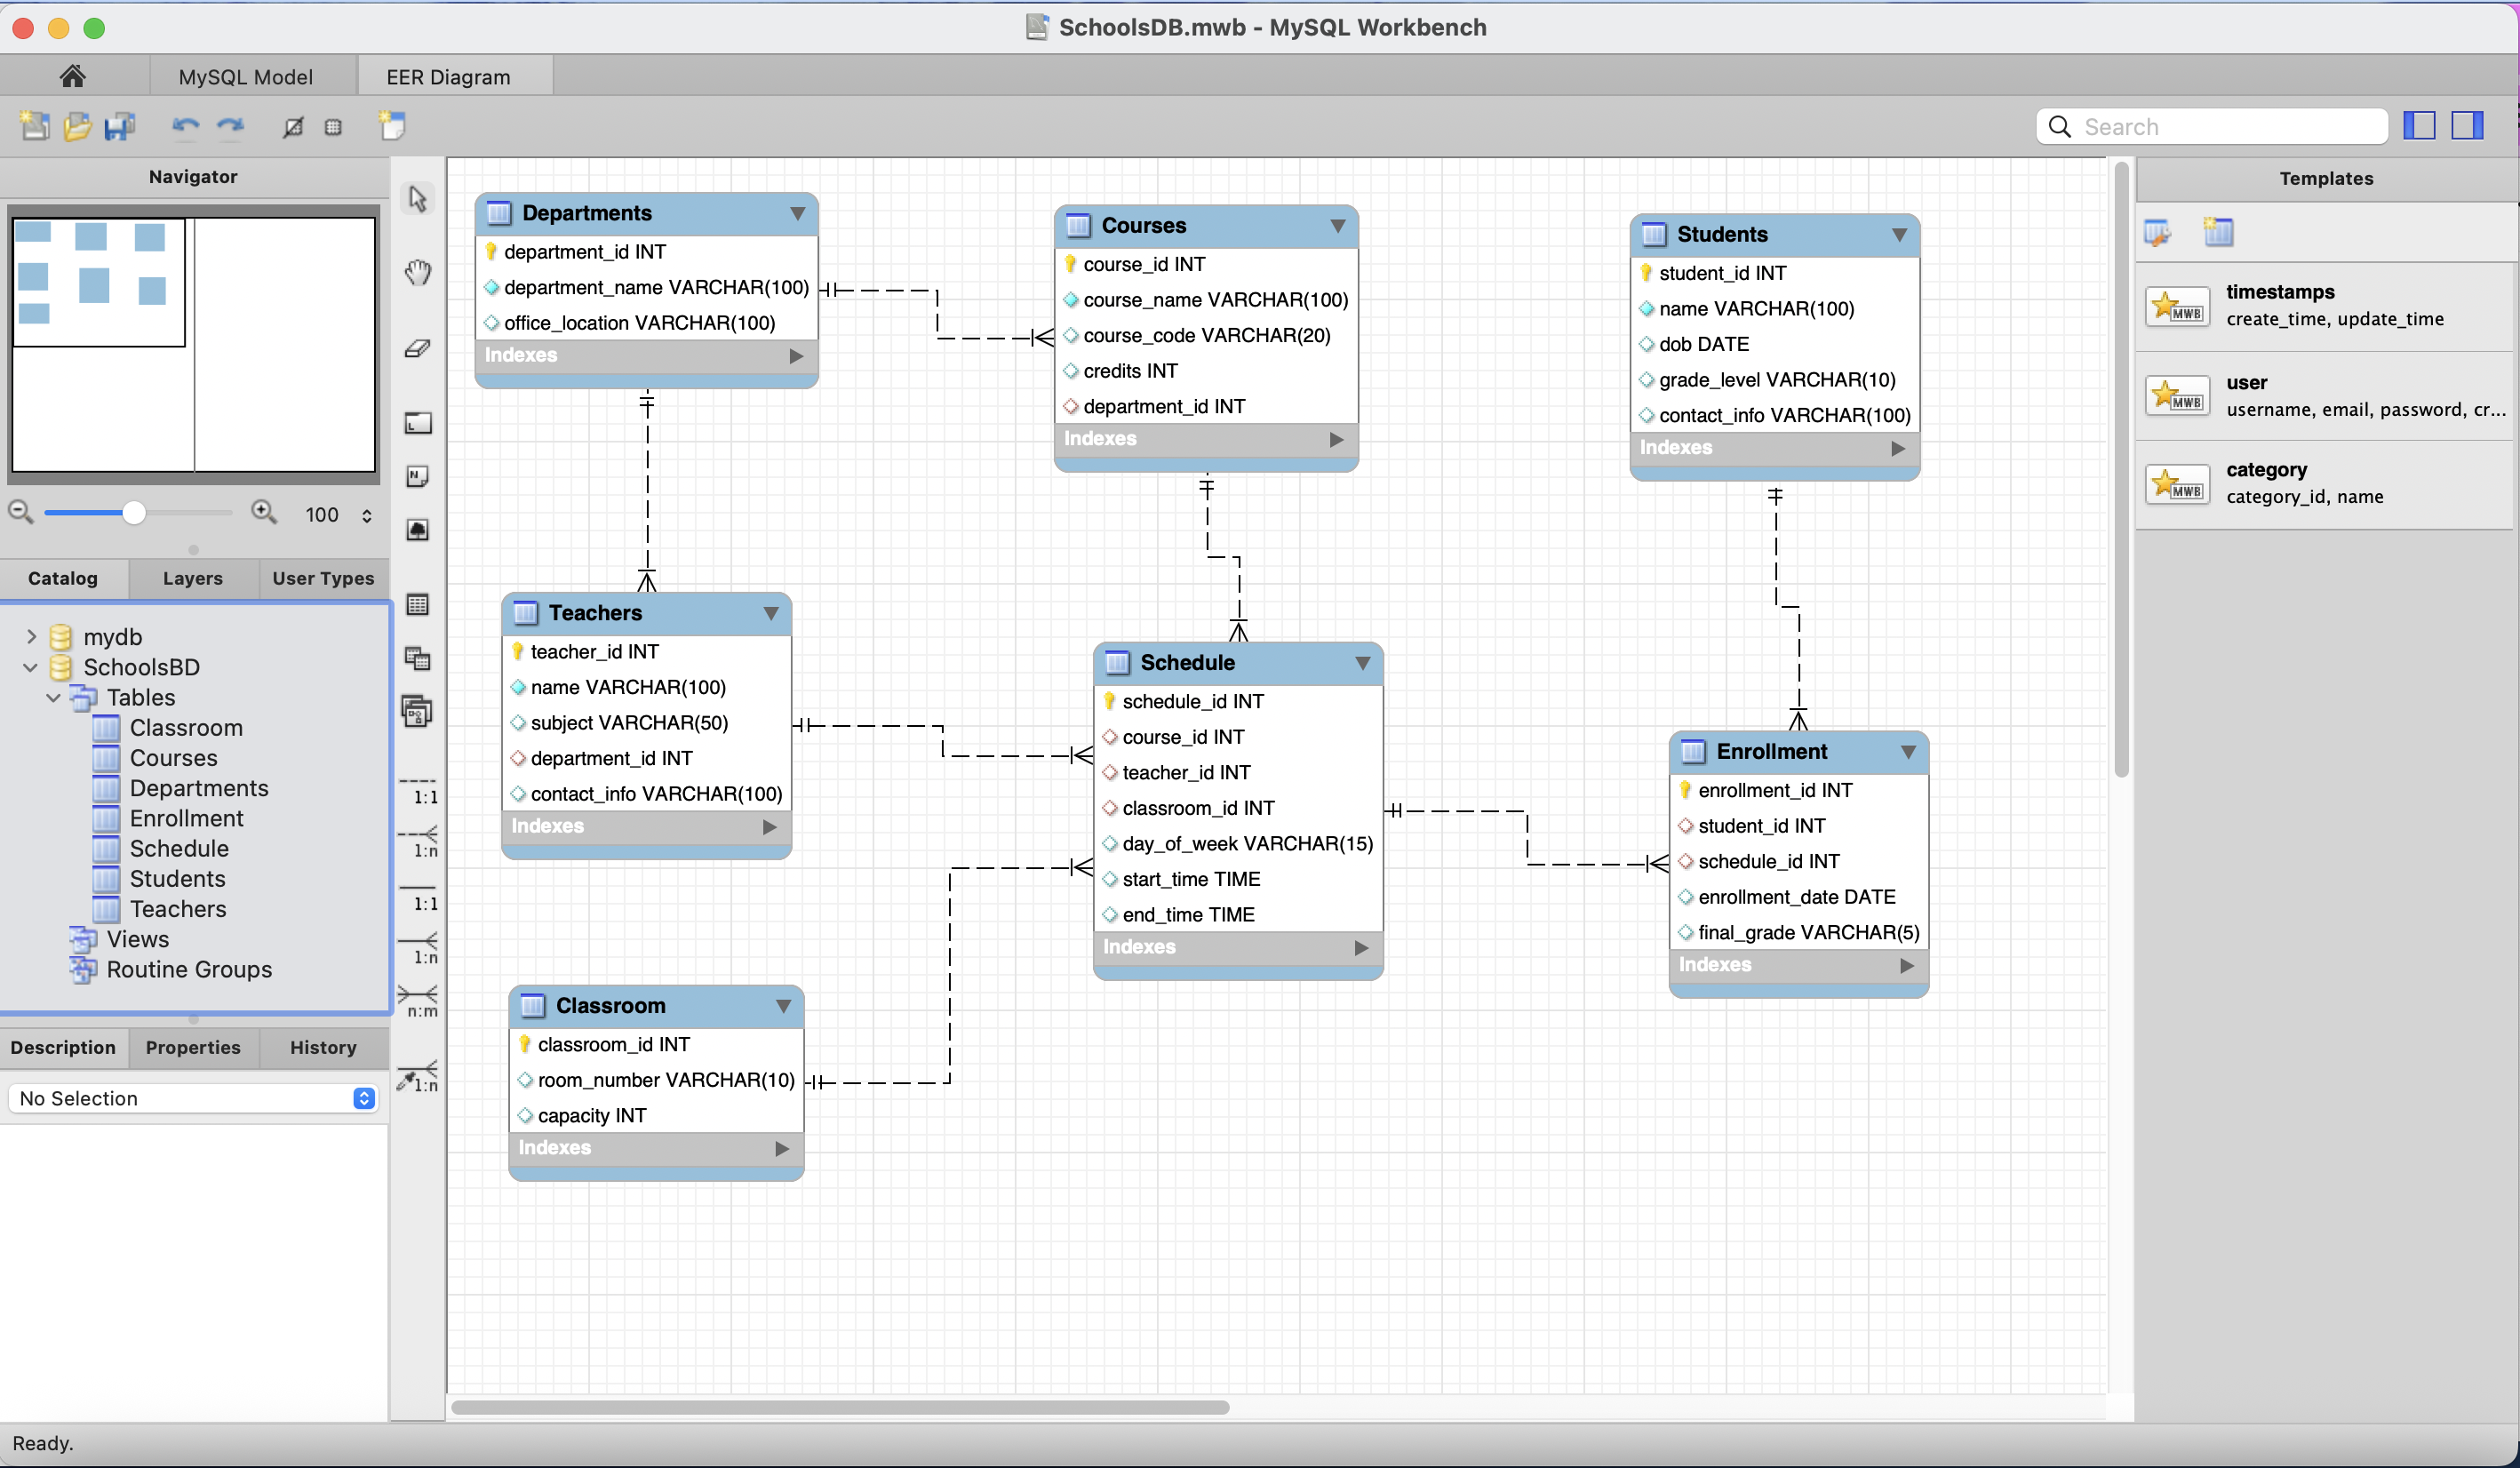 SchoolsDB.mwb - MySQL Workbench
MySQL Model
EER Diagram
Search
Navigator
100
Catalog
Layers
User Types
mydb
SchoolsBD
Tables
Classroom
Courses
Departments
Enrollment
Schedule
Students
Teachers
Views
Routine Groups
Description
Properties
History
No Selection
L
N
1:1
1:n
1:1
1:n
n:m
1:n
Departments
department_id INT
department_name VARCHAR(100)
office_location VARCHAR(100)
Indexes
Courses
course_id INT
course_name VARCHAR(100)
course_code VARCHAR(20)
credits INT
department_id INT
Indexes
Students
student_id INT
name VARCHAR(100)
dob DATE
grade_level VARCHAR(10)
contact_info VARCHAR(100)
Indexes
Teachers
teacher_id INT
name VARCHAR(100)
subject VARCHAR(50)
department_id INT
contact_info VARCHAR(100)
Indexes
Schedule
schedule_id INT
course_id INT
teacher_id INT
classroom_id INT
day_of_week VARCHAR(15)
start_time TIME
end_time TIME
Indexes
Enrollment
enrollment_id INT
student_id INT
schedule_id INT
enrollment_date DATE
final_grade VARCHAR(5)
Indexes
Classroom
classroom_id INT
room_number VARCHAR(10)
capacity INT
Indexes
Templates
MWB
timestamps
create_time, update_time
MWB
user
username, email, password, cr...
MWB
category
category_id, name
Ready.